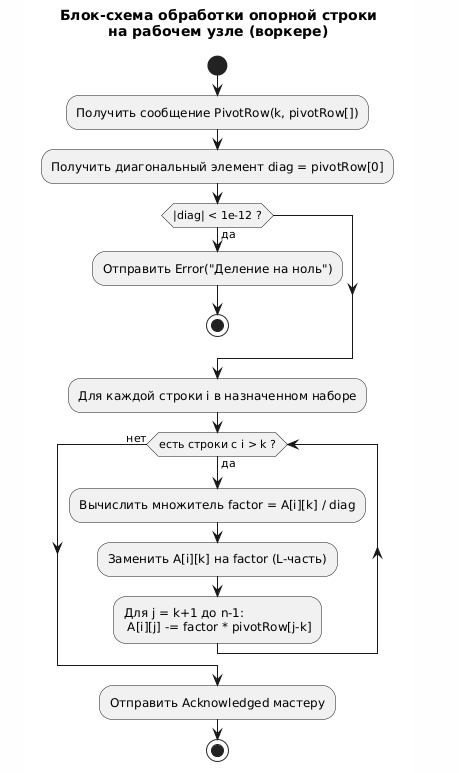 Блок-схема обработки опорной строки
на рабочем узле (воркере)
Получить сообщение PivotRow(k, pivotRow[])
Получить диагональный элемент diag = pivotRow[0]
|diag| < 1e-12 ?
да
Отправить Error("Деление на ноль")
Для каждой строки i в назначенном наборе
нет
есть строки с i > k ?
да
Вычислить множитель factor = A[i][k] / diag
Заменить A[i][k] на factor (L-часть)
Для j = k+1 до n-1:
A[i][j] -= factor * pivotRow[j-k]
Отправить Acknowledged мастеру